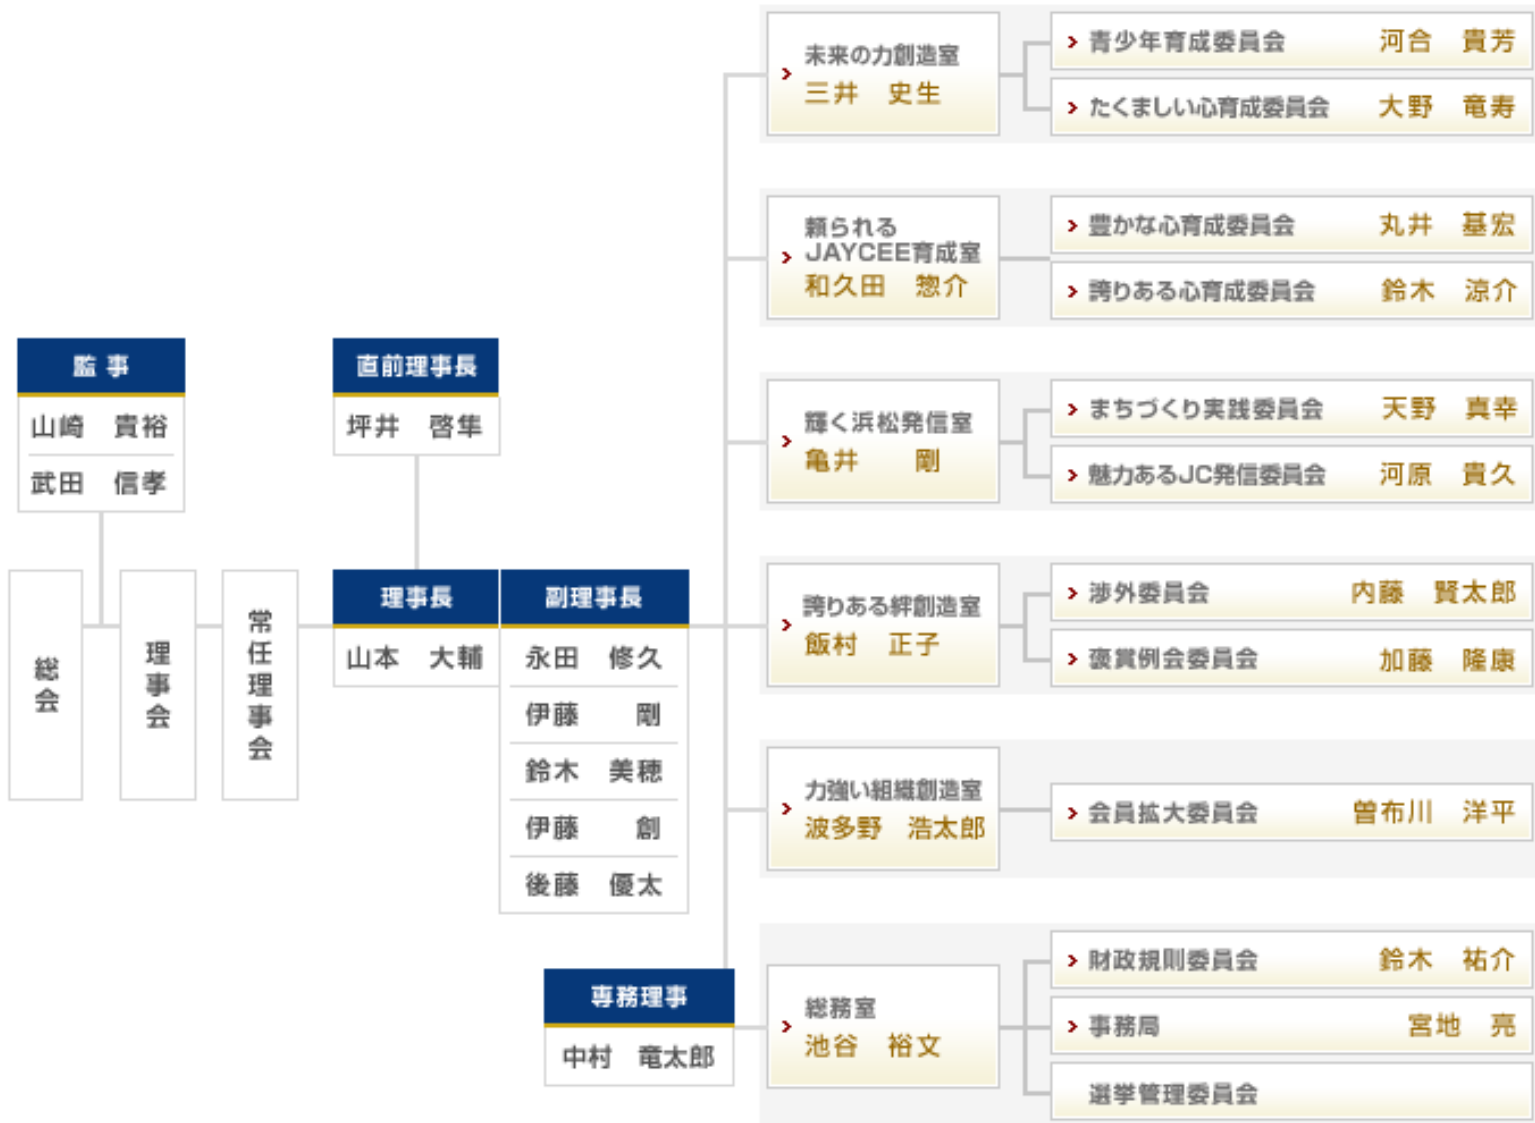 監 事
山崎　貴裕
武田　信孝
総会
理事会
常任理事会
直前理事長
坪井　啓隼
理事長
山本　大輔
副理事長
永田　修久
伊藤　　剛
鈴木　美穂
伊藤　　創
後藤　優太
専務理事
中村　竜太郎
未来の力創造室
三井　史生
青少年育成委員会　河合　貴芳
たくましい心育成委員会　大野　竜寿
頼られる
JAYCEE育成室
和久田　惣介
豊かな心育成委員会　丸井　基宏
誇りある心育成委員会　鈴木　涼介
輝く浜松発信室
亀井　　剛
まちづくり実践委員会　天野　真幸
魅力あるJC発信委員会　河原　貴久
誇りある絆創造室
飯村　正子
渉外委員会　内藤　賢太郎
褒賞例会委員会　加藤　隆康
力強い組織創造室
波多野　浩太郎
会員拡大委員会　曽布川　洋平
総務室
池谷　裕文
財政規則委員会　鈴木　祐介
事務局　宮地　亮
選挙管理委員会